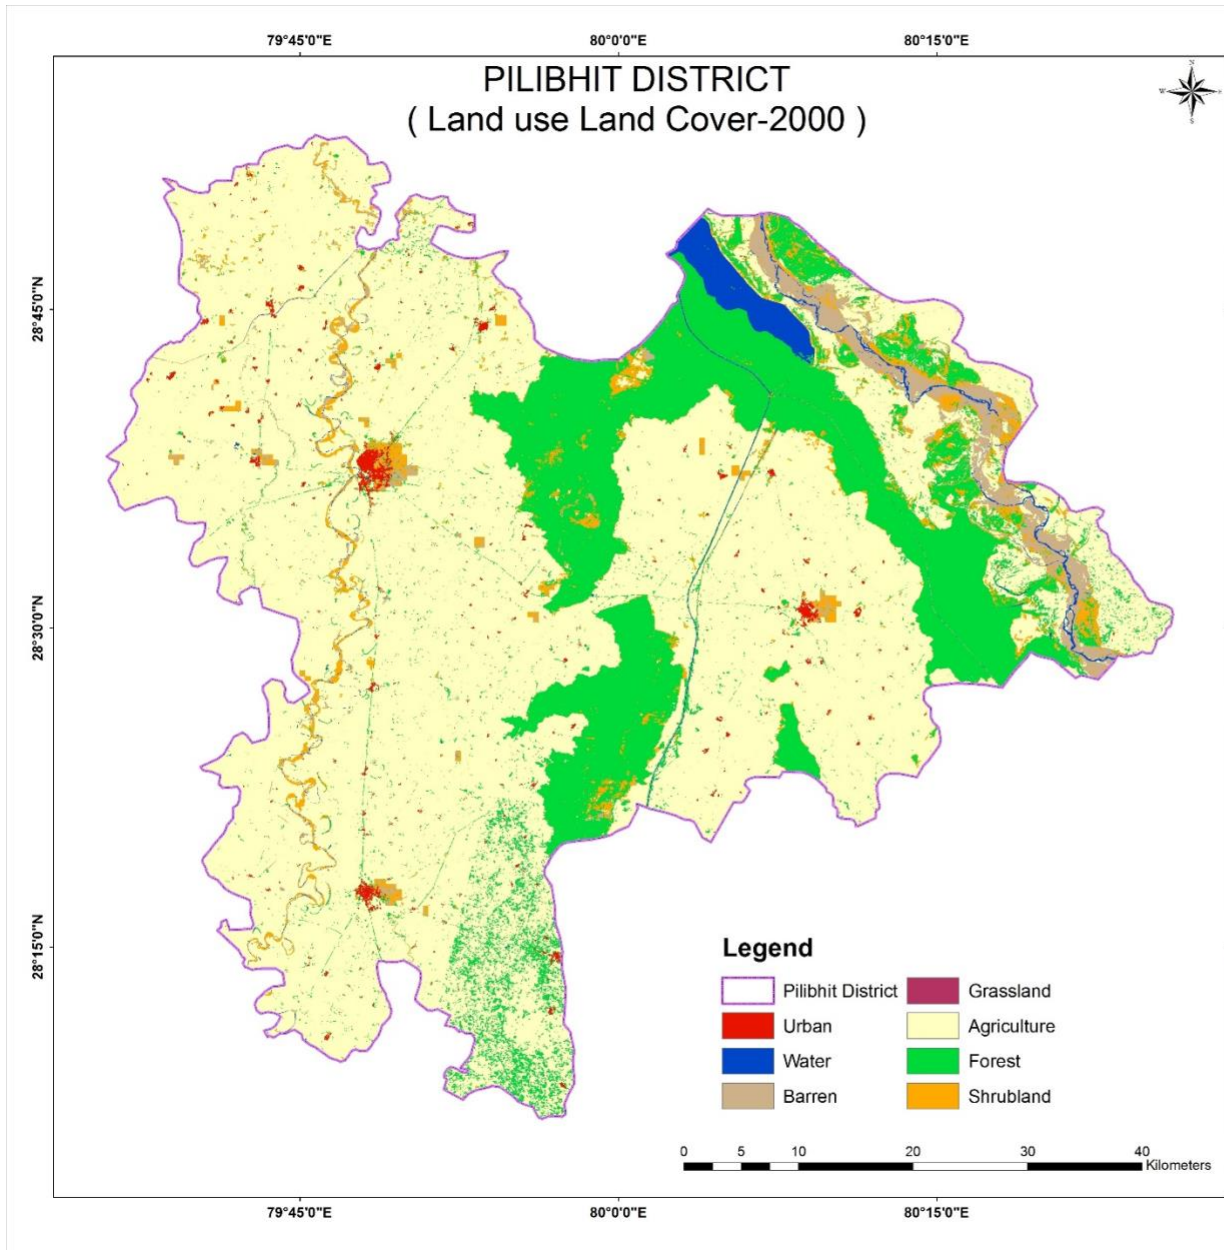 79°45'0"E 80°0'0"E 80°15'0"E
PILIBHIT DISTRICT
( Land use Land Cover-2000 )
N
W E
S
28°45'0"N
28°30'0"N
28°15'0"N
Legend
Pilibhit District
Urban
Water
Barren
Grassland
Agriculture
Forest
Shrubland
0 5 10 20 30 40
Kilometers
79°45'0"E 80°0'0"E 80°15'0"E